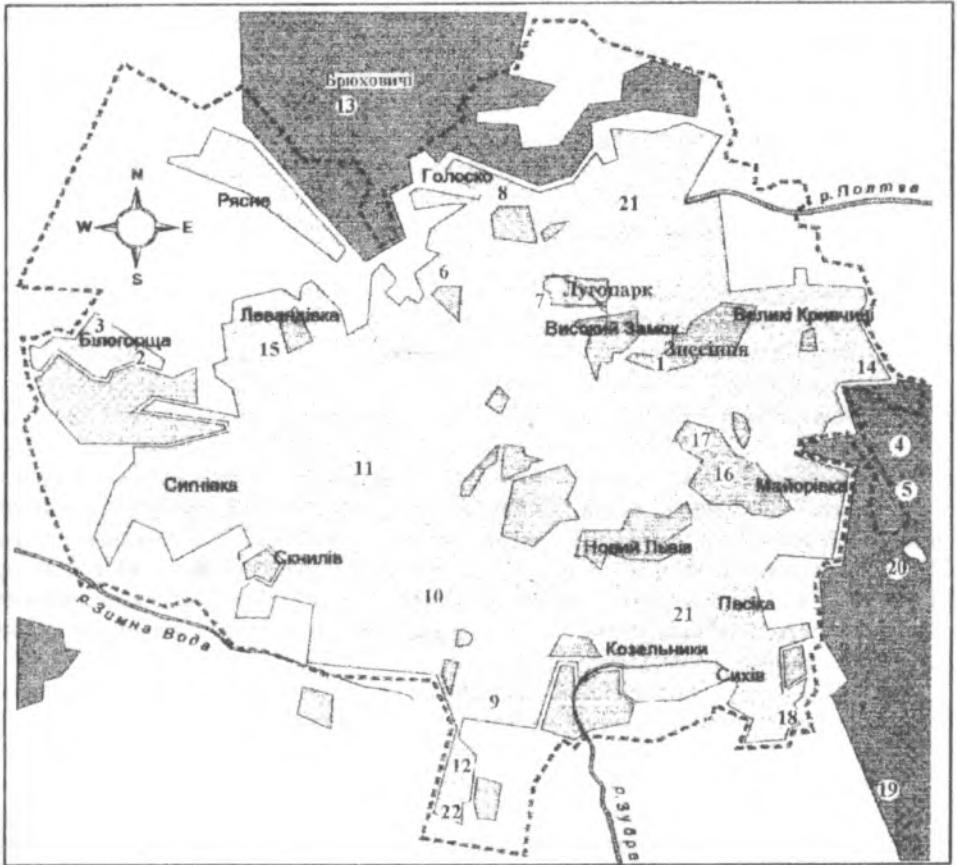 Брюховичі
13
Голоско
8
N
W E
S
Рясне
21
р. Полтва
6
7
Лугопарк
Левандівка
15
Високий Замок
Великі Кривчиці
3
Білогорща
2
Знесіння
1
14
4
17
11
16
Сигнівка
Майорівка
5
Новий Львів
Скнилів
20
10
Пасіка
21
р. Зимна Вода
Козельники
Сихів
9
18
12
22
р. Зубра
19